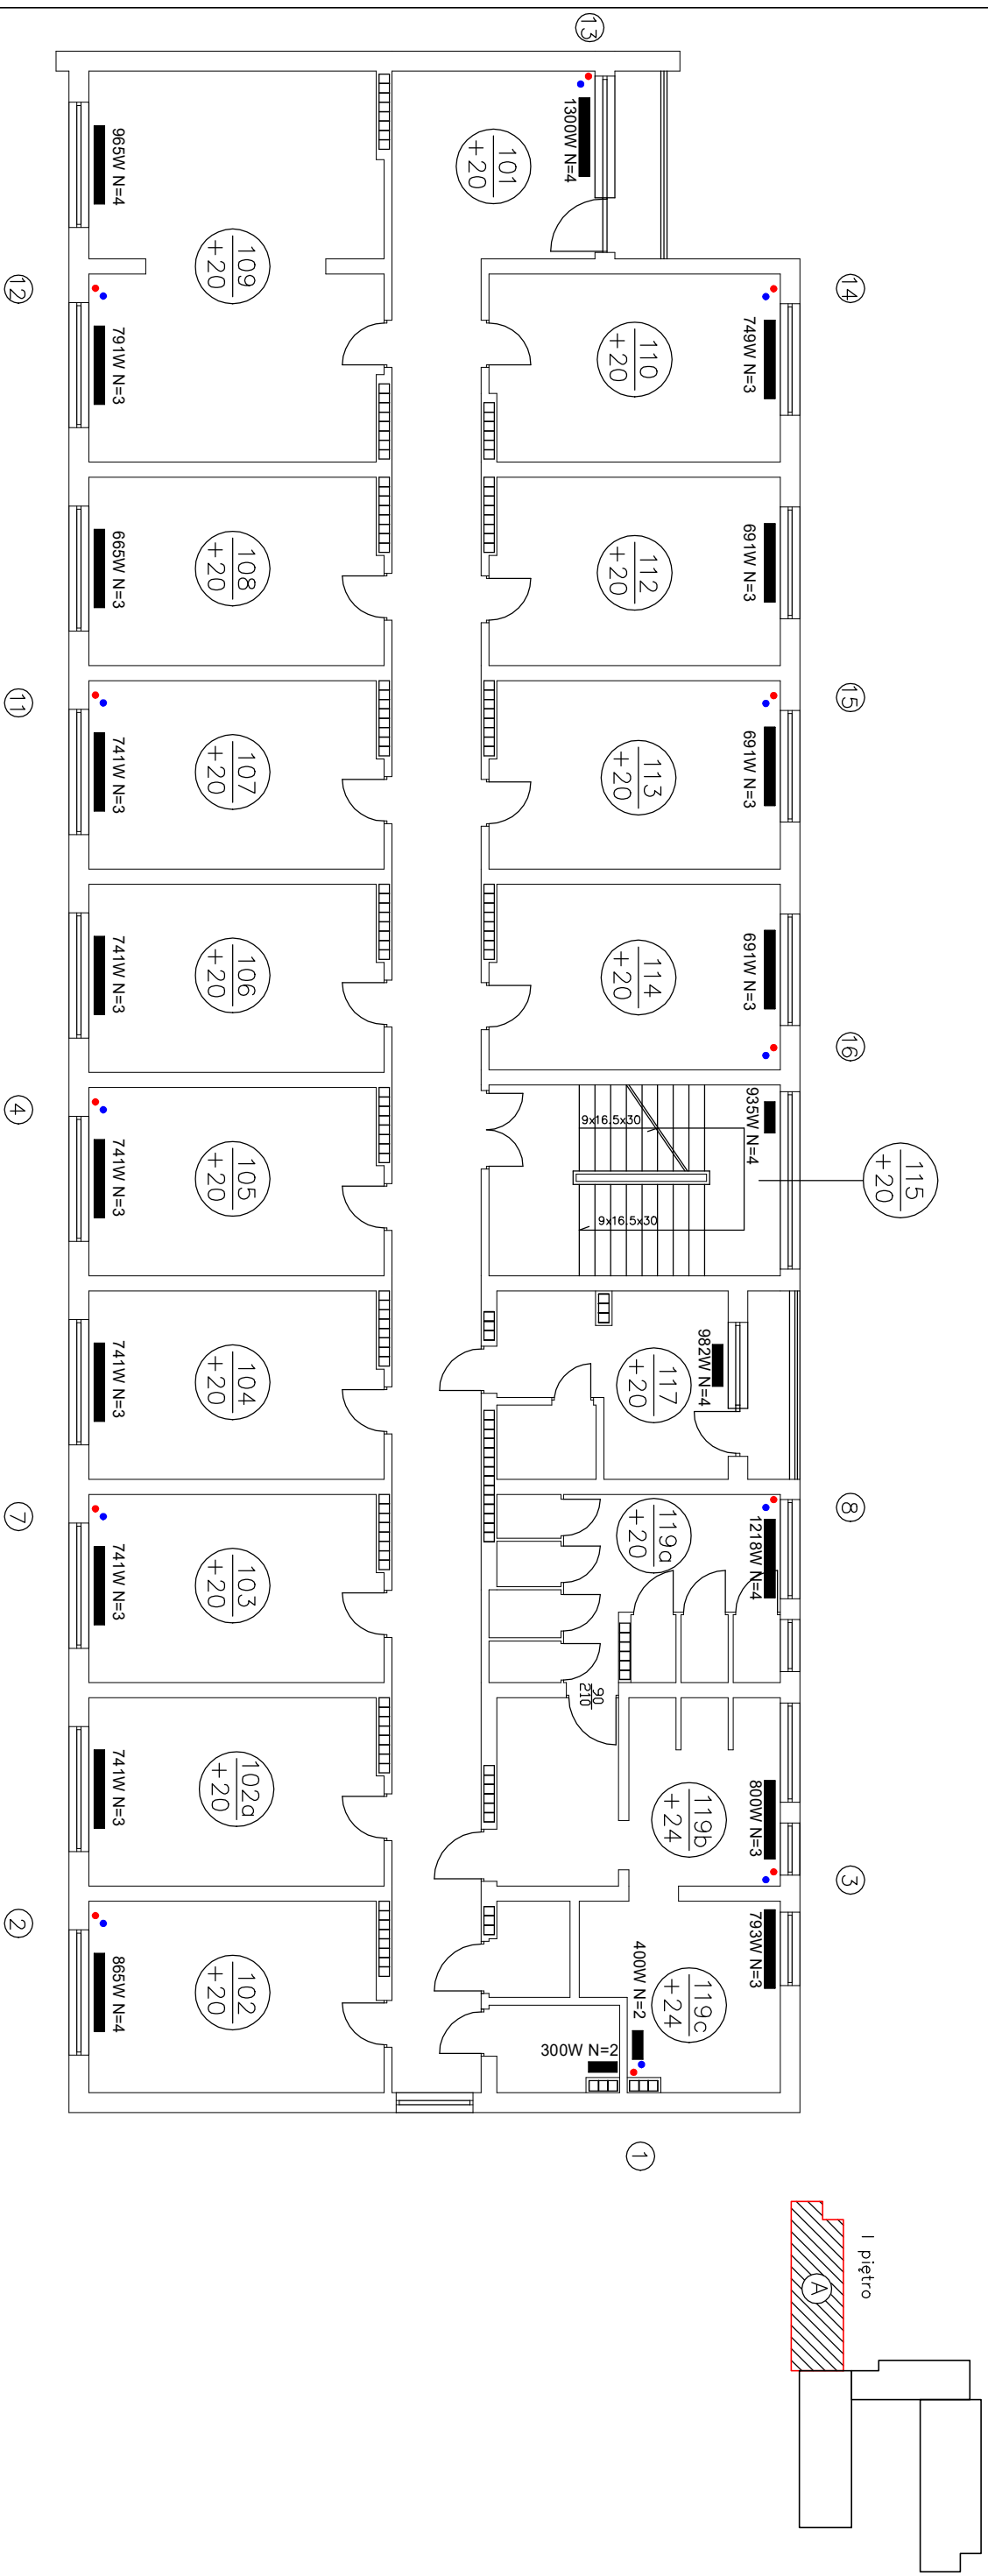 13
14
15
16
8
3
1
12
11
4
7
2
1300W N=4
101
+20
965W N=4
109
+20
791W N=3
749W N=3
110
+20
665W N=3
108
+20
691W N=3
112
+20
741W N=3
107
+20
691W N=3
113
+20
741W N=3
106
+20
691W N=3
114
+20
935W N=4
115
+20
9x16.5x30
9x16.5x30
741W N=3
105
+20
982W N=4
117
+20
741W N=3
104
+20
1218W N=4
119a
+20
90
210
741W N=3
103
+20
800W N=3
119b
+24
741W N=3
102a
+20
793W N=3
119c
+24
400W N=2
300W N=2
865W N=4
102
+20
I piętro
A